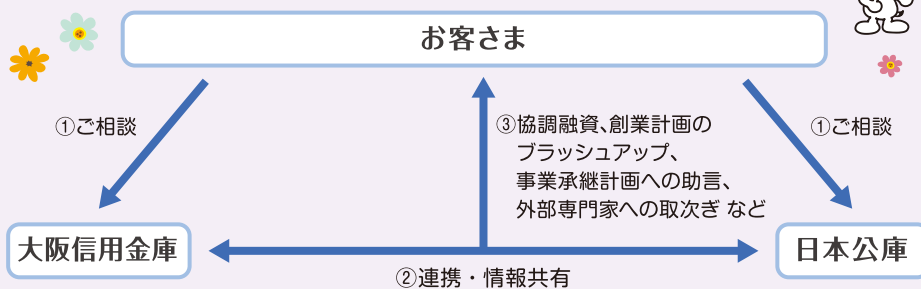 お客さま
①ご相談
③協調融資、創業計画の
ブラッシュアップ、
事業承継計画への助言、
外部専門家への取次ぎ など
①ご相談
大阪信用金庫
日本公庫
②連携・情報共有